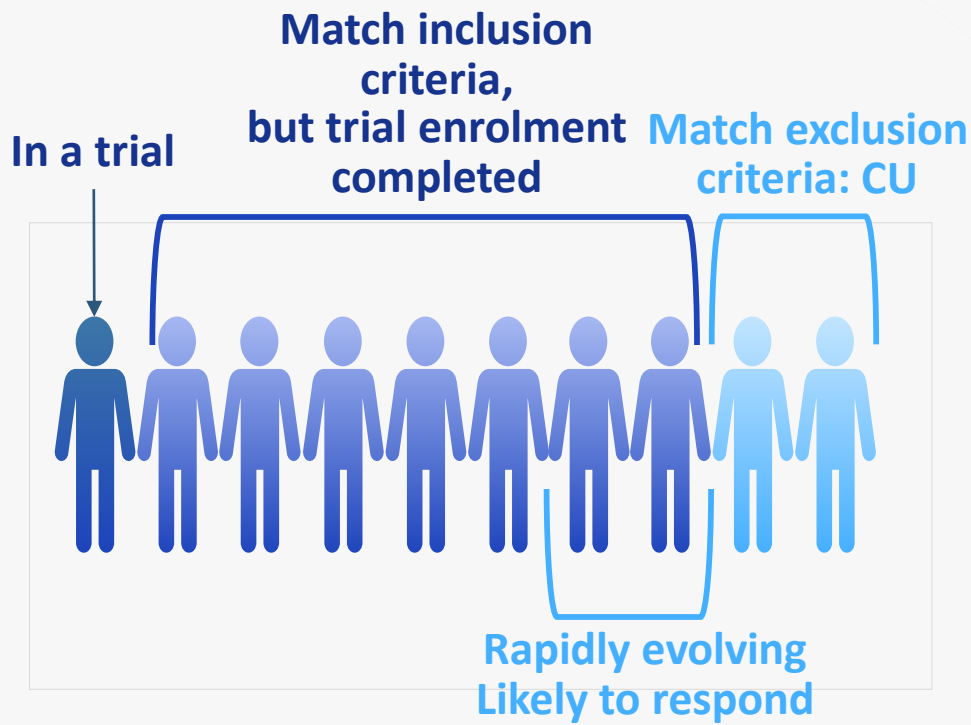 Match inclusion
criteria,
but trial enrolment
completed
In a trial
Match exclusion
criteria: CU
Rapidly evolving
Likely to respond